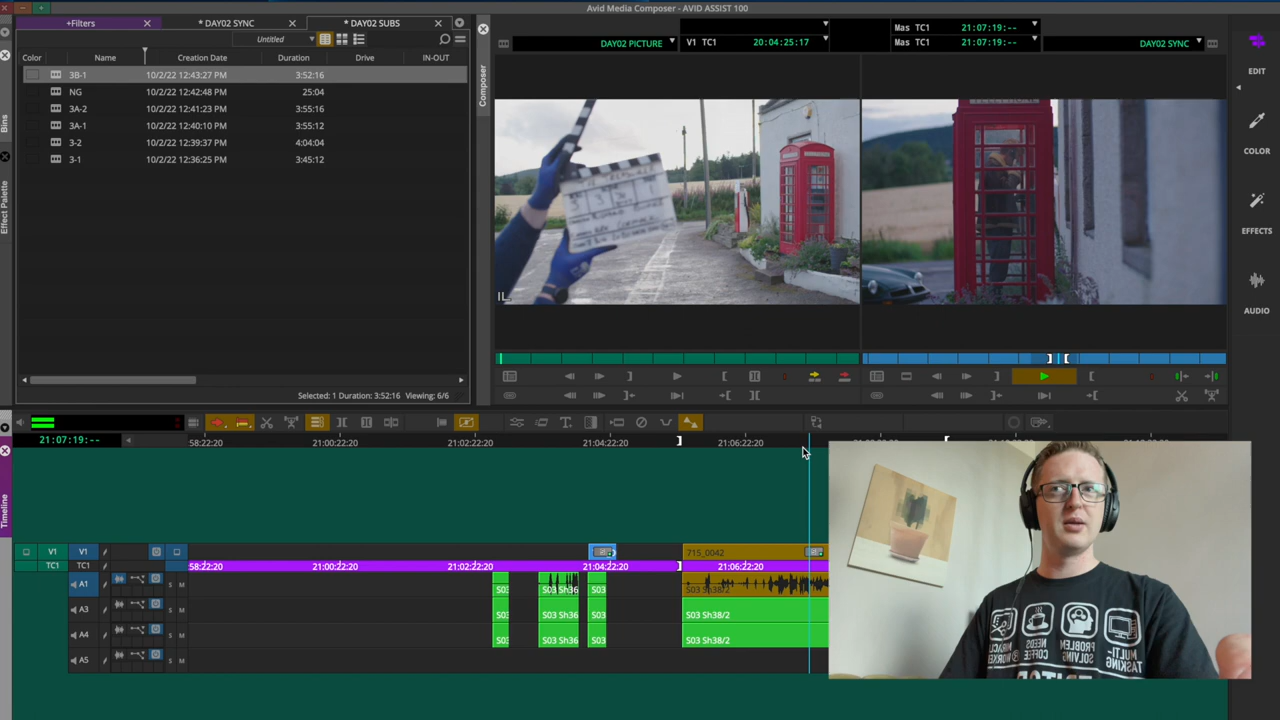 Avid Media Composer - AVID ASSIST 100
+Filters
* DAY02 SYNC
* DAY02 SUBS
Untitled
Color Name Creation Date Duration Drive IN-OUT
3B-1 10/2/22 12:43:27 PM 3:52:16
NG 10/2/22 12:42:48 PM 25:04
3A-2 10/2/22 12:41:23 PM 3:55:16
3A-1 10/2/22 12:40:10 PM 3:55:12
3-2 10/2/22 12:39:37 PM 4:04:04
3-1 10/2/22 12:36:25 PM 3:45:12
Selected: 1 Duration: 3:52:16 Viewing: 6/6
Bins
Effect Palette
Composer
Timeline
DAY02 PICTURE
V1 TC1 20:04:25:17
Mas TC1 21:07:19:--
Mas TC1 21:07:19:--
DAY02 SYNC
TELEPHONE
IL
EDIT
COLOR
EFFECTS
AUDIO
21:07:19:--
58:22:20 21:00:22:20 21:02:22:20 21:04:22:20 21:06:22:20
V1 V1 715_0042
TC1 TC1 58:22:20 21:00:22:20 21:02:22:20 21:04:22:20 21:06:22:20
A1 S M S03 S03 Sh36 S03 S03 Sh38/2
A3 S M S03 S03 Sh36 S03 S03 Sh38/2
A4 S M S03 S03 Sh36 S03 S03 Sh38/2
A5 S M
MIRACLE WORKER
NEEDS COFFEE
PROBLEM SOLVING
MULTI-TASKING
EDITOR